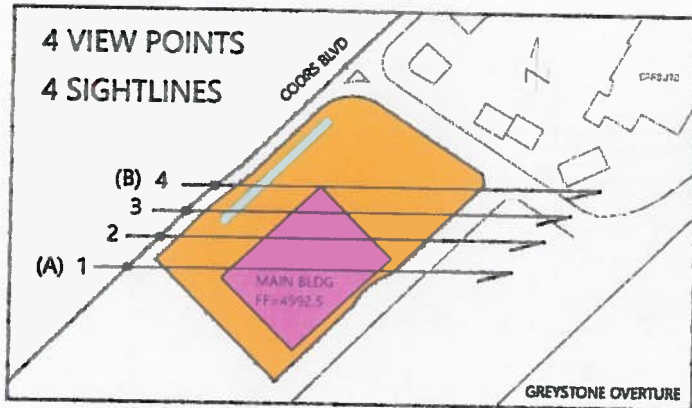 4 VIEW POINTS
4 SIGHTLINES
COORS BLVD
(B) 4
3
2
(A) 1
MAIN BLDG
FF=4992.5
GREYSTONE OVERTURE